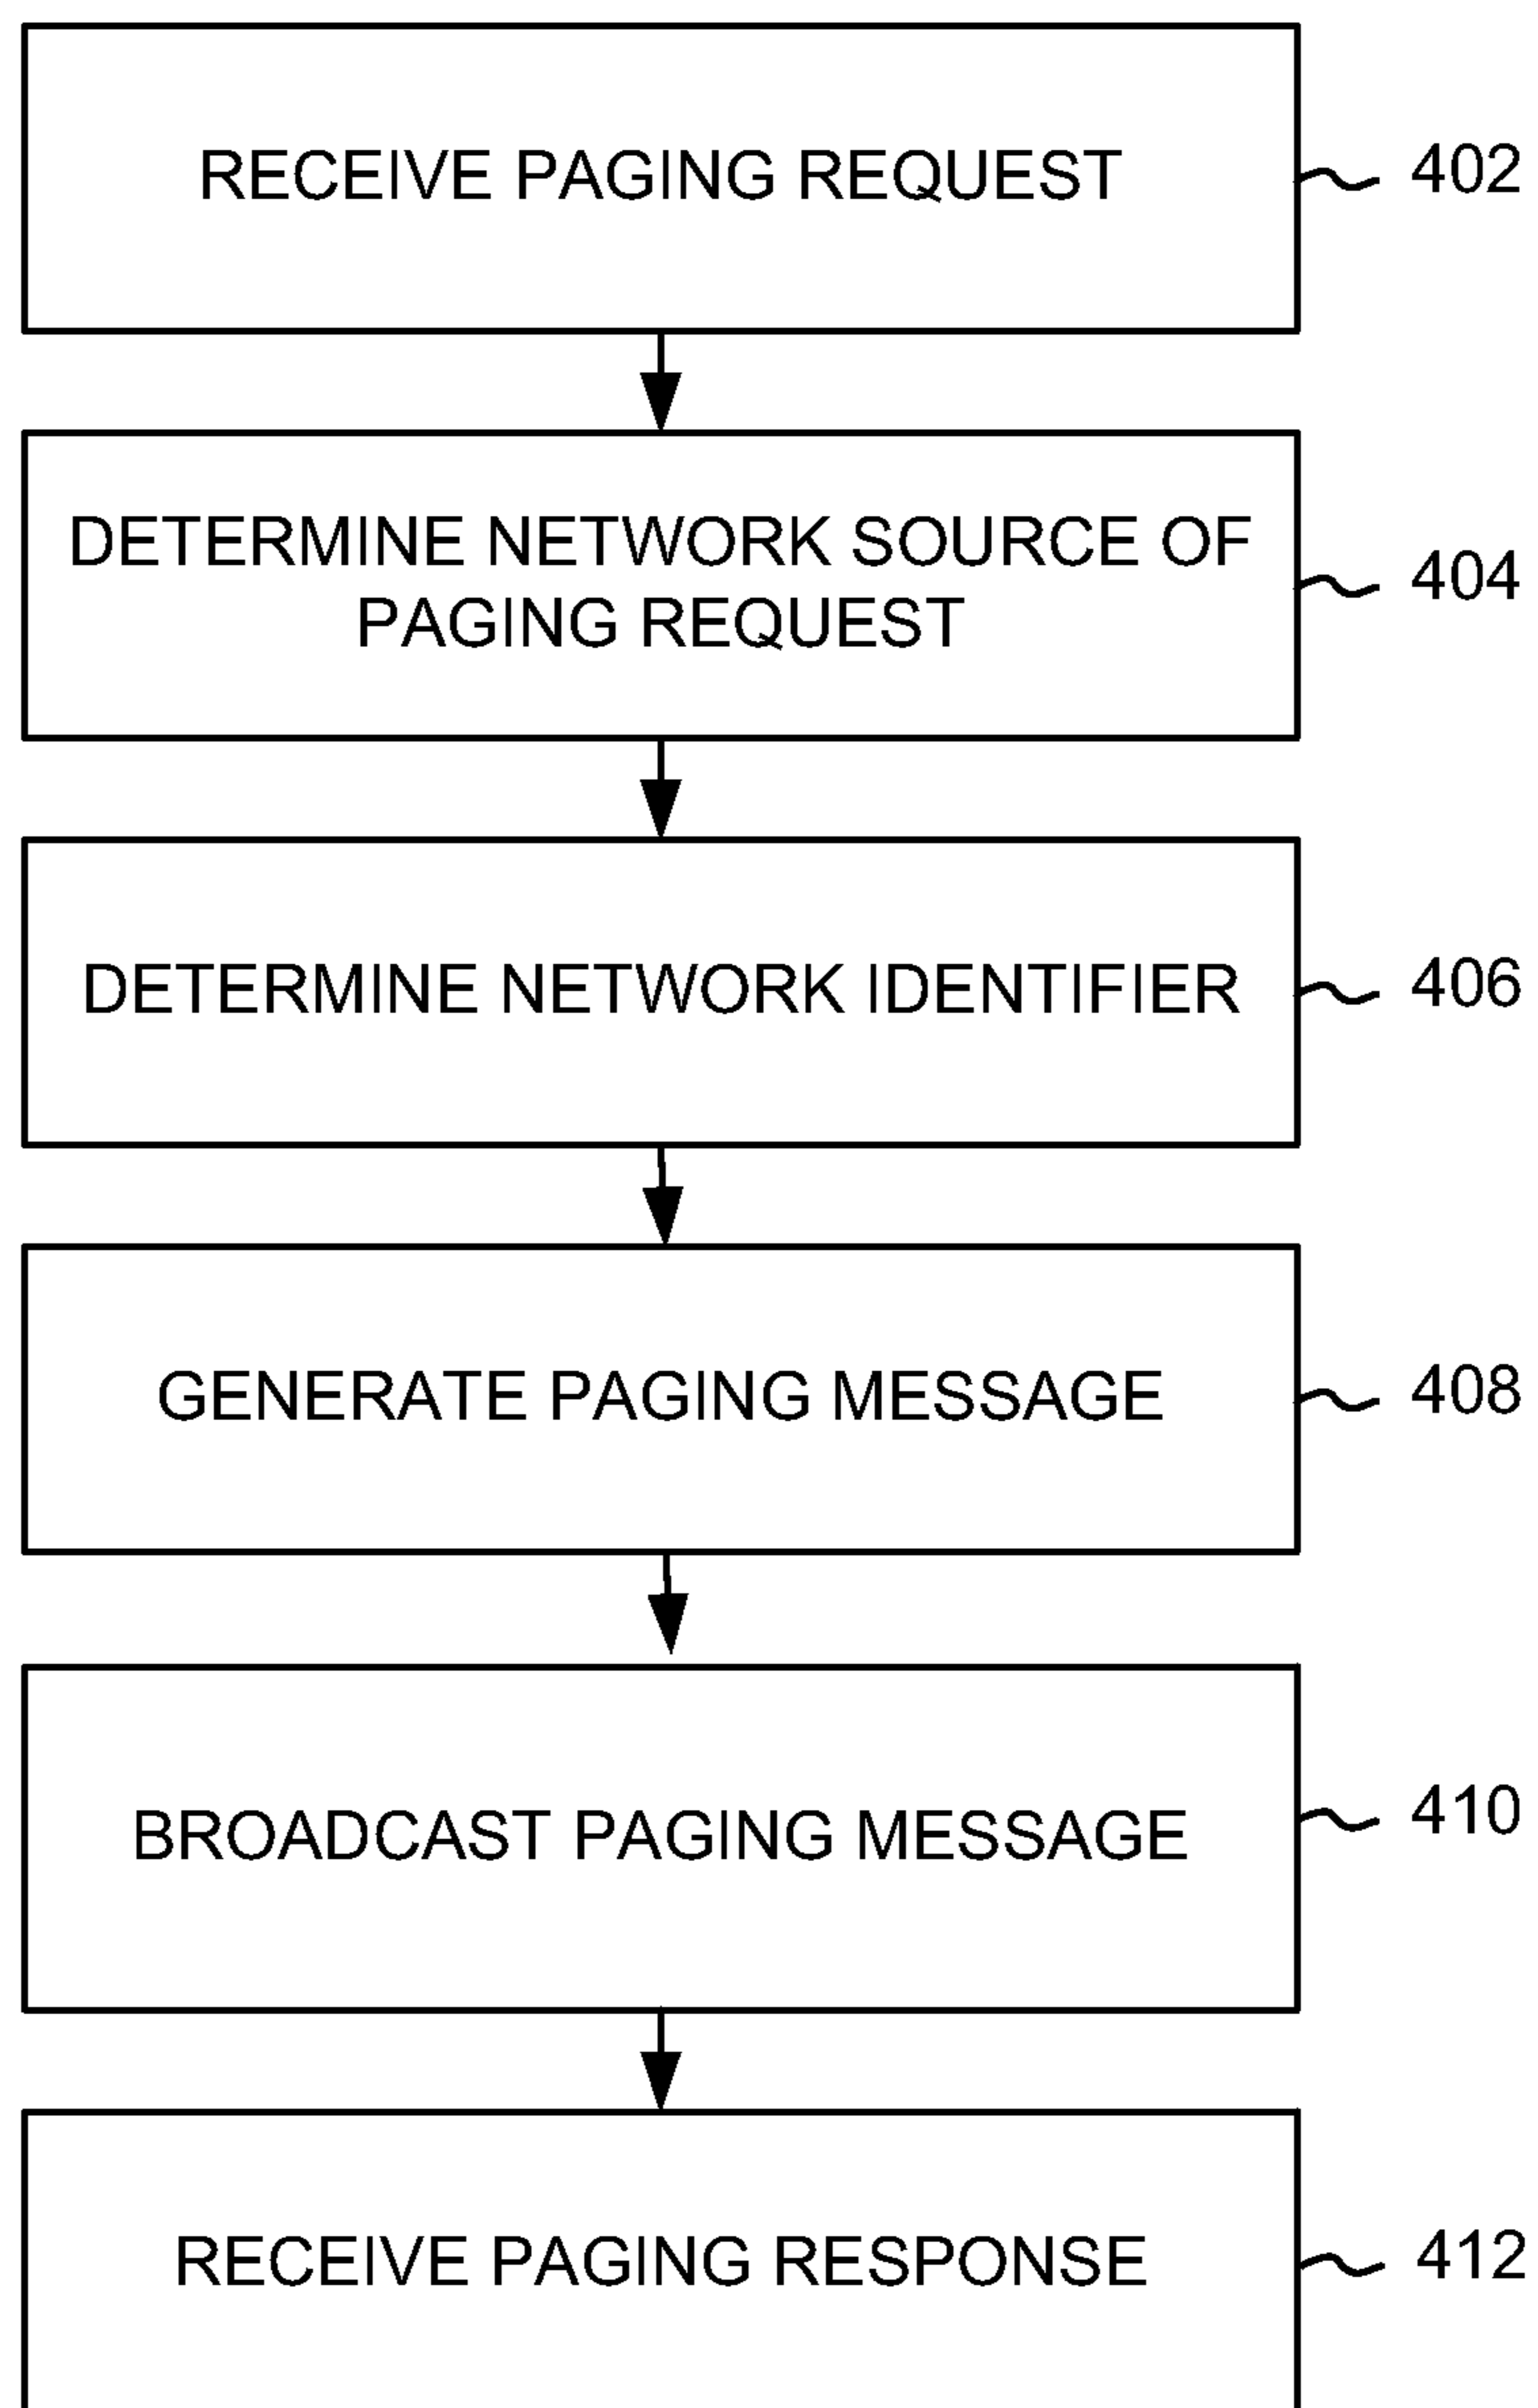 RECEIVE PAGING REQUEST
402
DETERMINE NETWORK SOURCE OF
PAGING REQUEST
404
DETERMINE NETWORK IDENTIFIER
406
GENERATE PAGING MESSAGE
408
BROADCAST PAGING MESSAGE
410
RECEIVE PAGING RESPONSE
412